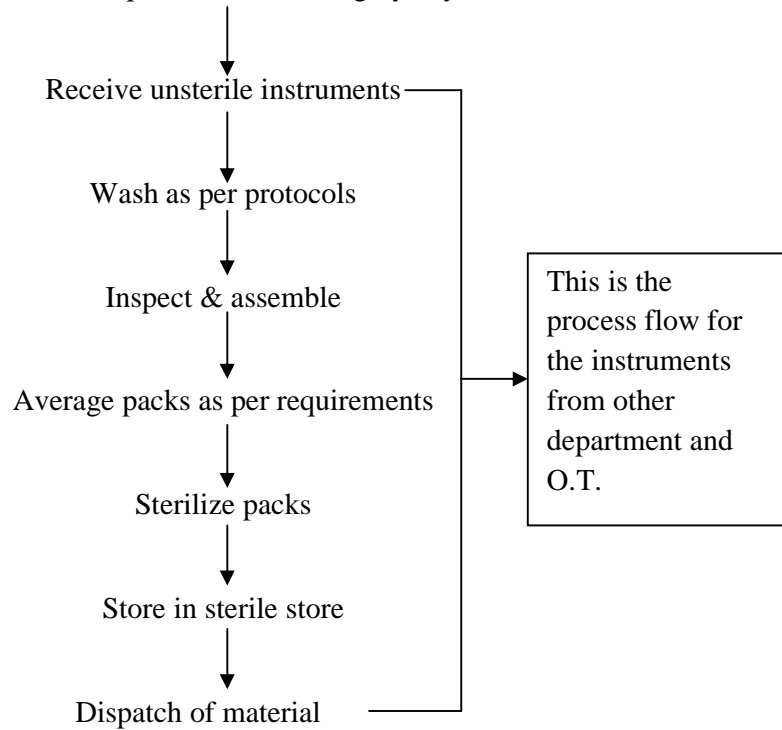 Receive unsterile instruments
Wash as per protocols
Inspect & assemble
Average packs as per requirements
Sterilize packs
Store in sterile store
Dispatch of material
This is the
process flow for
the instruments
from other
department and
O.T.